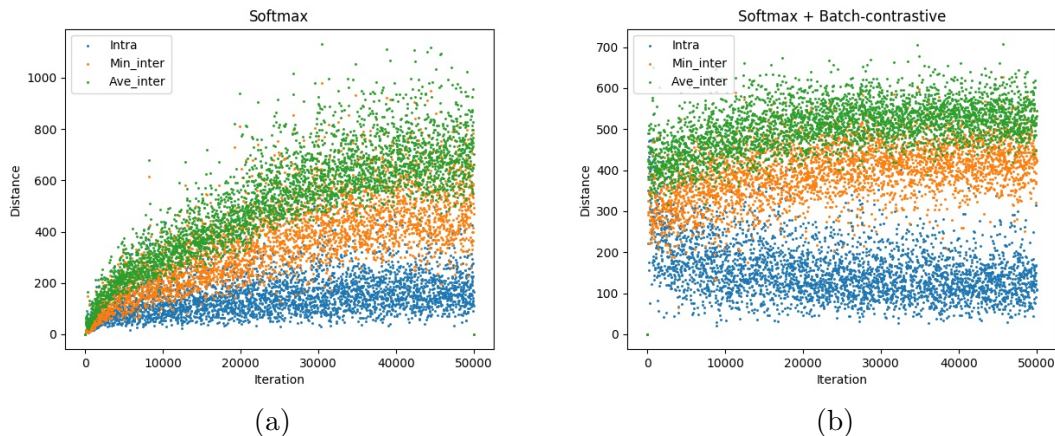 Softmax
Intra
Min_inter
Ave_inter
1000
800
600
400
200
0
Distance
0
10000
20000
30000
40000
50000
Iteration
(a)
Softmax + Batch-contrastive
Intra
Min_inter
Ave_inter
700
600
500
400
300
200
100
0
Distance
0
10000
20000
30000
40000
50000
Iteration
(b)